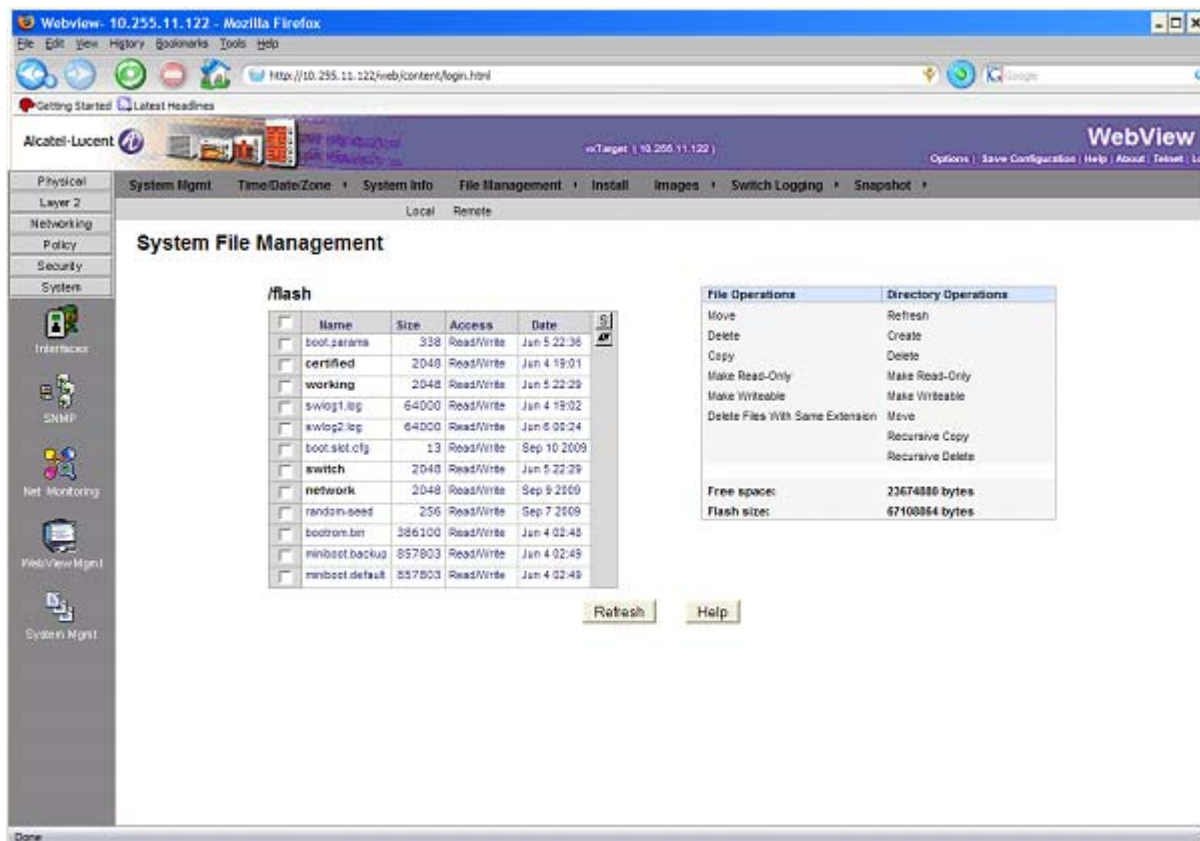 Webview- 10.255.11.122 - Mozilla Firefox
File Edit View History Bookmarks Tools Help
http://10.255.11.122/web/content/login.html
Google
Getting Started Latest Headlines
Alcatel-Lucent
vxTarget ( 10.255.11.122 )
WebView
Options | Save Configuration | Help | About | Telnet |
Physical
Layer 2
Networking
Policy
Security
System
System Mgmt Time/Date/Zone System Info File Management Install Images Switch Logging Snapshot
Local Remote
Interfaces
SNMP
Net Monitoring
WebView Mgmt
System Mgmt
System File Management
/flash
S
Name Size Access Date
boot.params 338 Read/Write Jun 5 22:36
certified 2048 Read/Write Jun 4 19:01
working 2048 Read/Write Jun 5 22:29
swlog1.log 64000 Read/Write Jun 4 19:02
swlog2.log 64000 Read/Write Jun 6 00:24
boot.slot.cfg 13 Read/Write Sep 10 2009
switch 2048 Read/Write Jun 5 22:29
network 2048 Read/Write Sep 9 2009
random-seed 256 Read/Write Sep 7 2009
bootrom.bin 386100 Read/Write Jun 4 02:48
miniboot.backup 857803 Read/Write Jun 4 02:49
miniboot.default 857803 Read/Write Jun 4 02:49
File Operations Directory Operations
Move Refresh
Delete Create
Copy Delete
Make Read-Only Make Read-Only
Make Writeable Make Writeable
Delete Files With Same Extension Move
Recursive Copy
Recursive Delete
Free space: 23674880 bytes
Flash size: 67108864 bytes
Refresh Help
Done